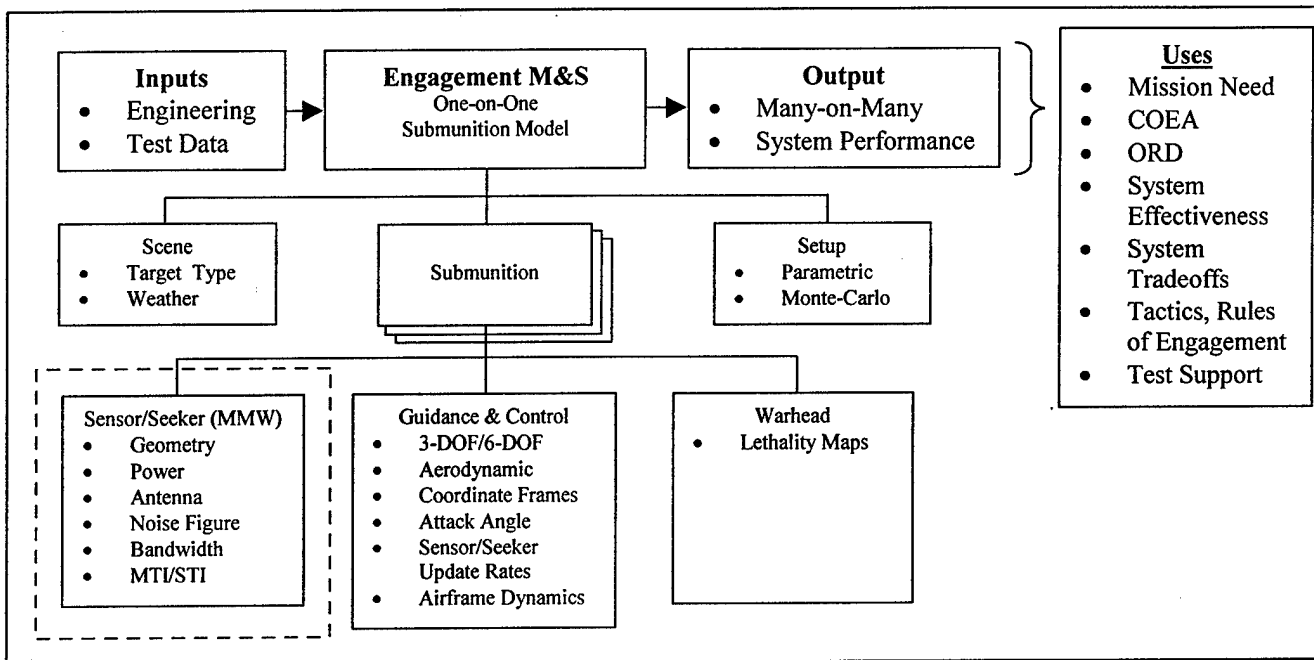 Inputs
• Engineering
• Test Data
Engagement M&S
One-on-One
Submunition Model
Output
• Many-on-Many
• System Performance
Uses
• Mission Need
• COEA
• ORD
• System
Effectiveness
• System
Tradeoffs
• Tactics, Rules
of Engagement
• Test Support
Scene
• Target Type
• Weather
Submunition
Setup
• Parametric
• Monte-Carlo
Sensor/Seeker (MMW)
• Geometry
• Power
• Antenna
• Noise Figure
• Bandwidth
• MTI/STI
Guidance & Control
• 3-DOF/6-DOF
• Aerodynamic
• Coordinate Frames
• Attack Angle
• Sensor/Seeker
Update Rates
• Airframe Dynamics
Warhead
• Lethality Maps